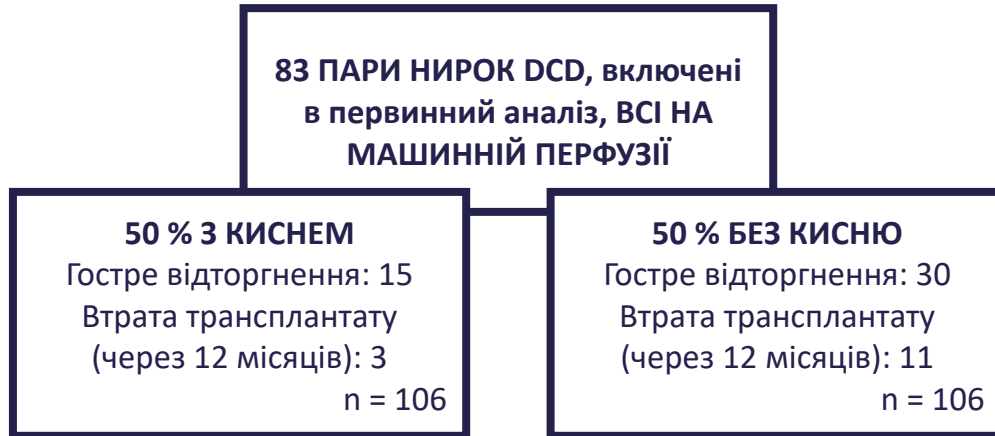 83 ПАРИ НИРОК DCD, включені
в первинний аналіз, ВСІ НА
МАШИННІЙ ПЕРФУЗІЇ
50 % З КИСНЕМ
Гостре відторгнення: 15
Втрата трансплантату
(через 12 місяців): 3
n = 106
50 % БЕЗ КИСНЮ
Гостре відторгнення: 30
Втрата трансплантату
(через 12 місяців): 11
n = 106